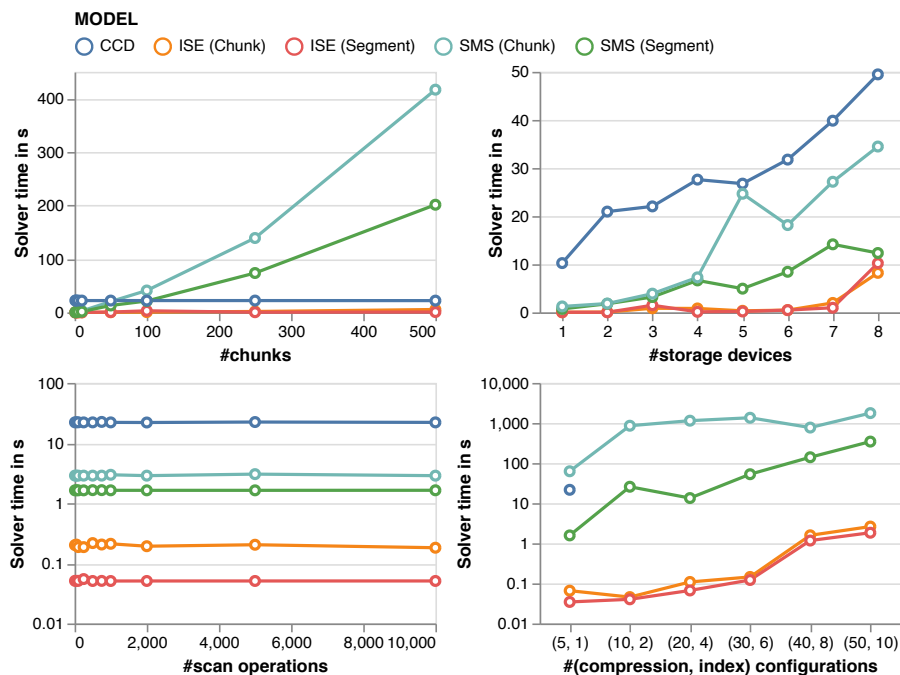 MODEL
CCD ISE (Chunk) ISE (Segment) SMS (Chunk) SMS (Segment)
Solver time in s
400
300
200
100
0
0 100 200 300 400 500
#chunks
Solver time in s
50
40
30
20
10
0
1 2 3 4 5 6 7 8
#storage devices
Solver time in s
100
10
1
0.1
0.01
0 2,000 4,000 6,000 8,000 10,000
#scan operations
Solver time in s
10,000
1,000
100
10
1
0.1
0.01
(5, 1) (10, 2) (20, 4) (30, 6) (40, 8) (50, 10)
#(compression, index) configurations